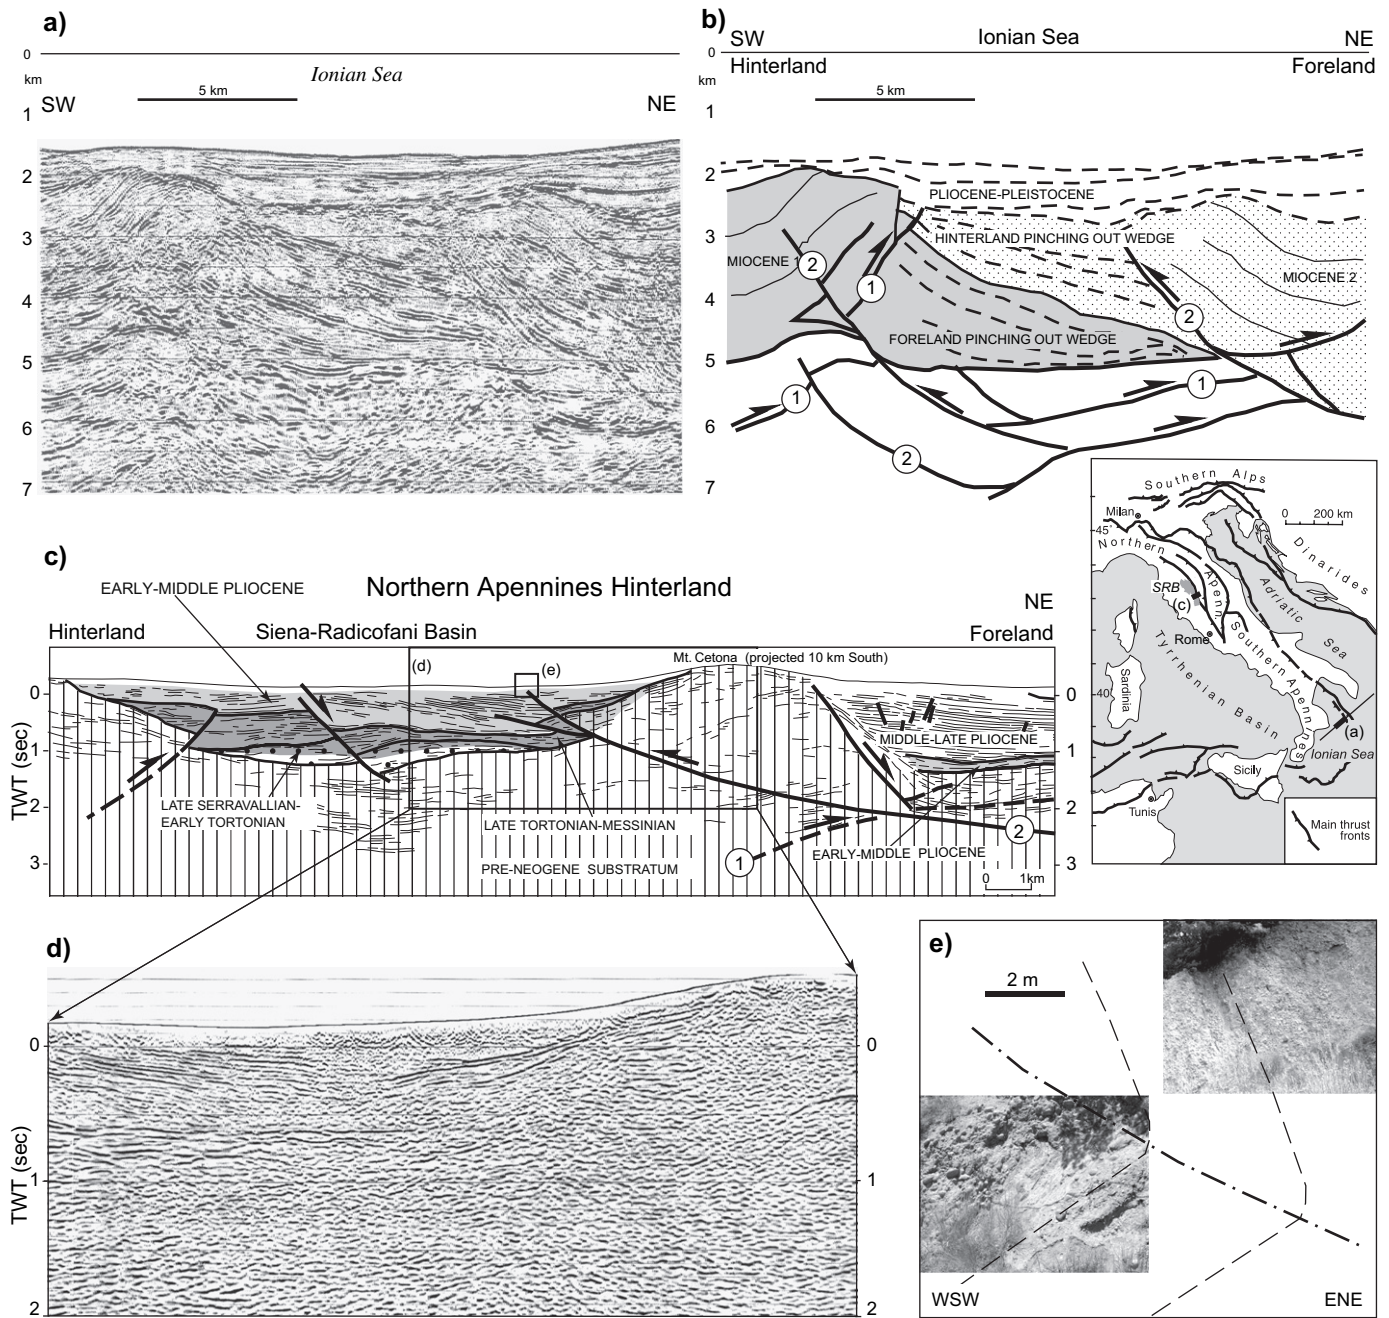 a)
0
km
Ionian Sea
5 km
SW
NE
1
2
3
4
5
6
7
b)
SW
Ionian Sea
NE
0
Hinterland
Foreland
km
5 km
1
2
3
4
5
6
7
PLIOCENE-PLEISTOCENE
HINTERLAND PINCHING OUT WEDGE
MIOCENE 1
2
1
MIOCENE 2
2
FORELAND PINCHING OUT WEDGE
1
1
2
Southern Alps
Milan
0 200 km
45°
Northern
Apenn.
Dinarides
SRB
(c)
Adriatic Sea
Rome
Southern Apennines
Tyrrhenian Basin
Sardinia
40°
(a)
Ionian Sea
Sicily
Tunis
Main thrust
fronts
c)
EARLY-MIDDLE PLIOCENE
Northern Apennines Hinterland
NE
Hinterland
Siena-Radicofani Basin
Foreland
(d)
(e)
Mt. Cetona (projected 10 km South)
0
1
2
3
TWT (sec)
0
1
2
3
MIDDLE-LATE PLIOCENE
LATE SERRAVALLIAN-
EARLY TORTONIAN
LATE TORTONIAN-MESSINIAN
PRE-NEOGENE SUBSTRATUM
1
2
EARLY-MIDDLE PLIOCENE
0 1km
d)
0
1
2
TWT (sec)
0
1
2
e)
2 m
WSW
ENE